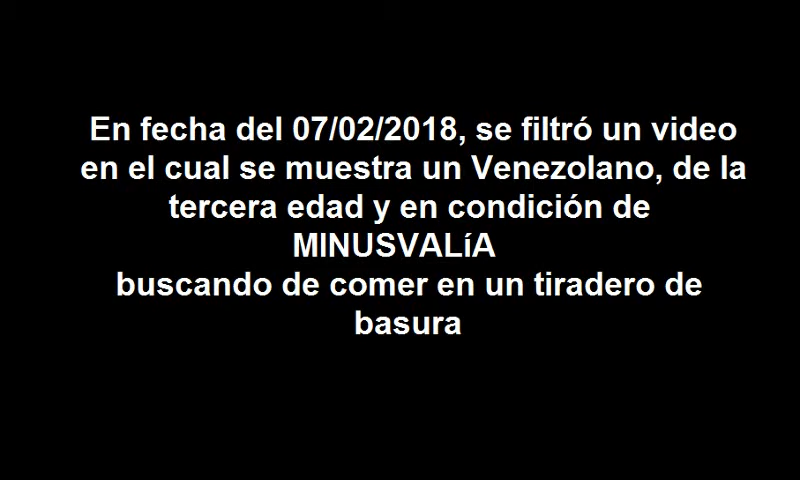 En fecha del 07/02/2018, se filtró un video
en el cual se muestra un Venezolano, de la
tercera edad y en condición de
MINUSVALíA
buscando de comer en un tiradero de
basura